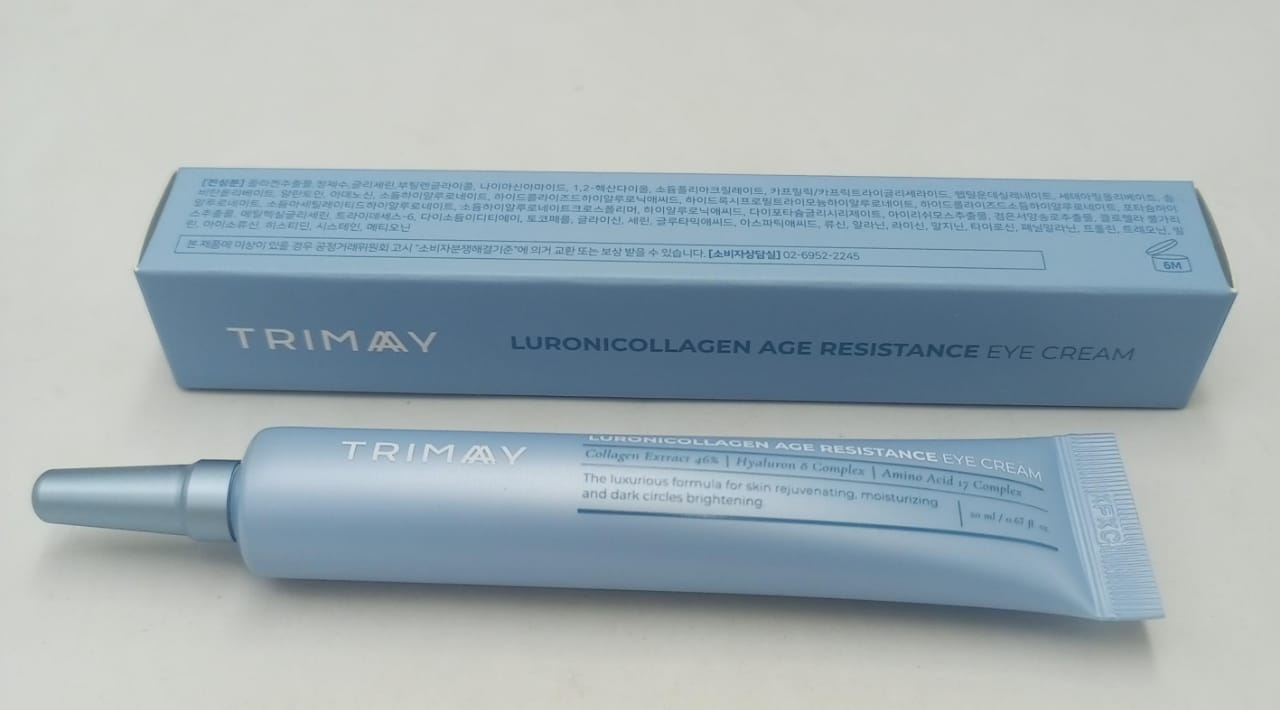 [전성분] 콜라겐추출물, 정제수, 글리세린, 부틸렌글라이콜, 나이아신아마이드, 1,2-헥산다이올, 소듐폴리아크릴레이트, 카프릴릭/카프릭트라이글리세라이드, 헵틸운데실레네이트, 세테아릴올리베이트, 솔
비탄올리베이트, 알란토인, 아데노신, 소듐하이알루로네이트, 하이드롤라이즈드하이알루로닉애씨드, 하이드록시프로필트라이모늄하이알루로네이트, 하이드롤라이즈드소듐하이알루로네이트, 포타슘하이
알루로네이트, 소듐아세틸레이티드하이알루로네이트, 소듐하이알루로네이트크로스폴리머, 하이알루로닉애씨드, 다이포타슘글리시리제이트, 아이리쉬모스추출물, 검은서양송로추출물, 클로렐라 불가리
스추출물, 에틸헥실글리세린, 트라이데세스-6, 다이소듐이디티에이, 토코페롤, 글라이신, 세린, 글루타믹애씨드, 아스파틱애씨드, 류신, 알라닌, 라이신, 알지닌, 타이로신, 페닐알라닌, 프롤린, 트레오닌, 발
린, 아이소류신, 히스티딘, 시스테인, 메티오닌
본 제품에 이상이 있을 경우 공정거래위원회 고시 "소비자분쟁해결기준"에 의거 교환 또는 보상 받을 수 있습니다. [소비자상담실] 02-6952-2245
6M
TRIMAY LURONICOLLAGEN AGE RESISTANCE EYE CREAM
TRIMAY
LURONICOLLAGEN AGE RESISTANCE EYE CREAM
Collagen Extract 46% | Hyaluron 8 Complex | Amino Acid 17 Complex
The luxurious formula for skin rejuvenating, moisturizing
and dark circles brightening
20 ml / 0.67 fl. oz.